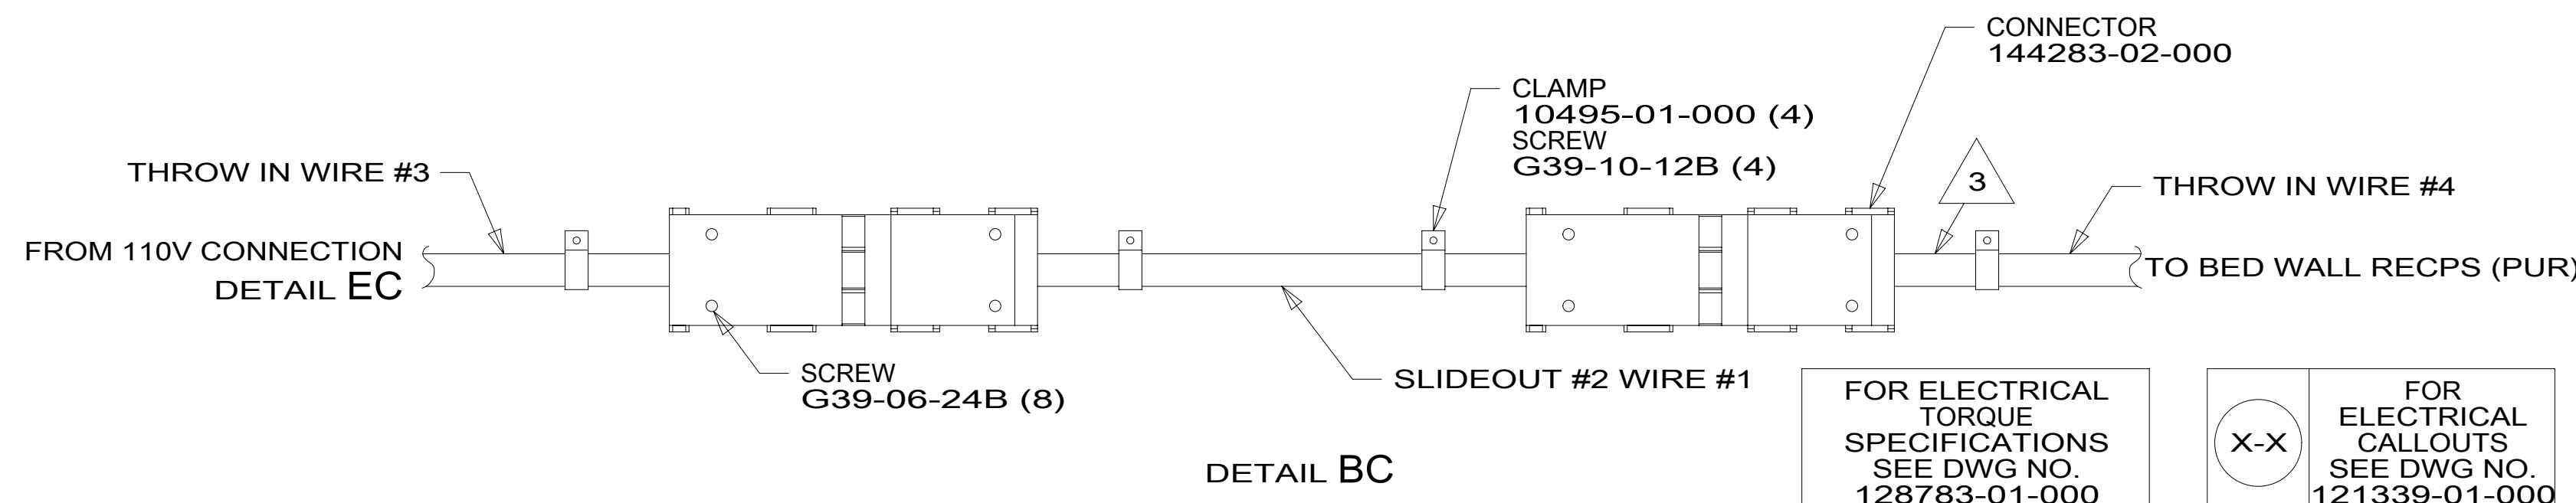 CONNECTOR
144283-02-000
CLAMP
10495-01-000 (4)
SCREW
G39-10-12B (4)
THROW IN WIRE #3
3
THROW IN WIRE #4
FROM 110V CONNECTION
DETAIL EC
TO BED WALL RECPS (PUR)
SCREW
G39-06-24B (8)
SLIDEOUT #2 WIRE #1
DETAIL BC
FOR ELECTRICAL
TORQUE
SPECIFICATIONS
SEE DWG NO.
128783-01-000
X-X
FOR
ELECTRICAL
CALLOUTS
SEE DWG NO.
121339-01-000